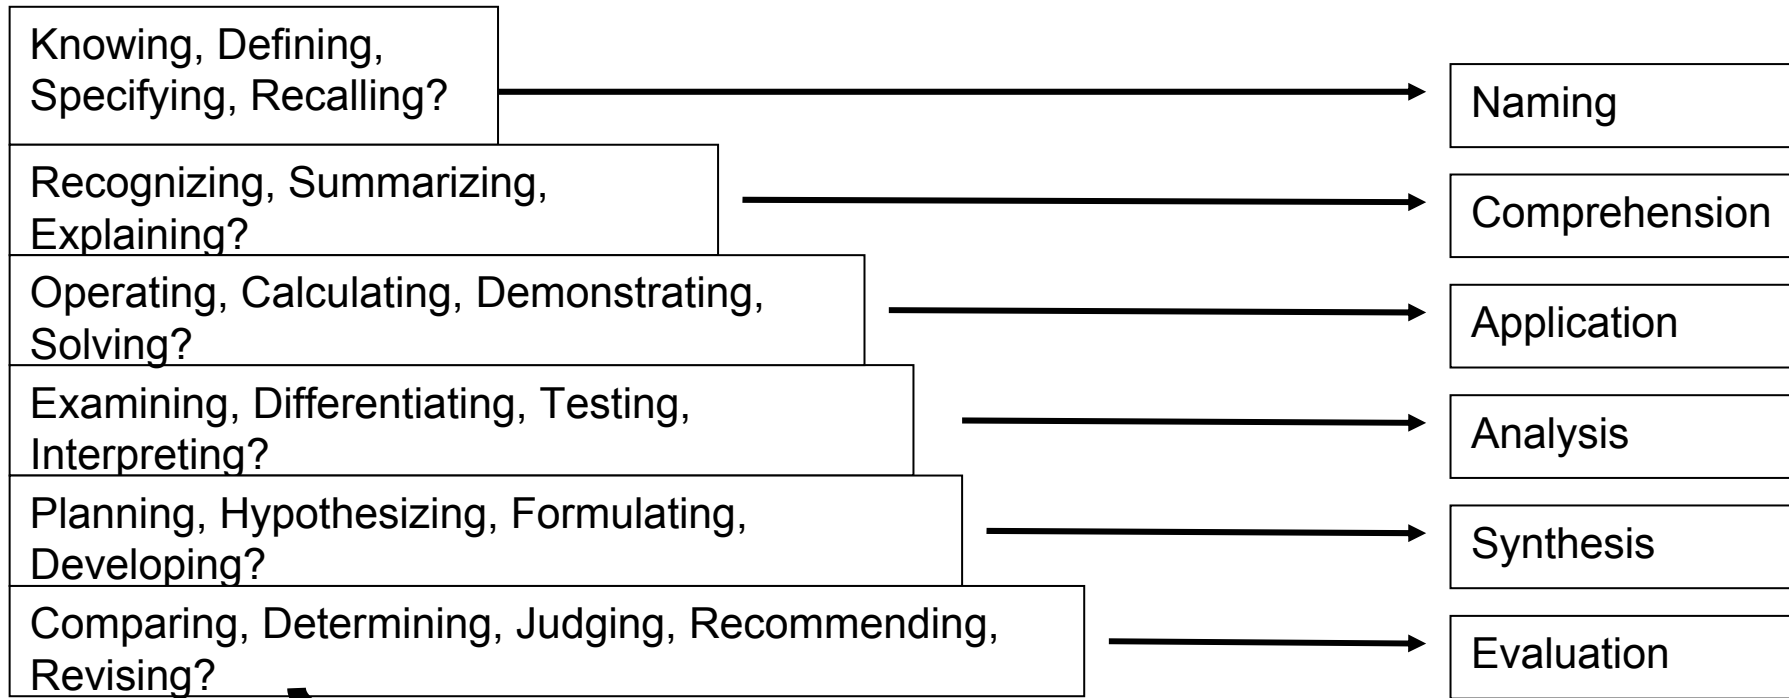 Knowing, Defining,
Specifying, Recalling?
Naming
Recognizing, Summarizing,
Explaining?
Comprehension
Operating, Calculating, Demonstrating,
Solving?
Application
Examining, Differentiating, Testing,
Interpreting?
Analysis
Planning, Hypothesizing, Formulating,
Developing?
Synthesis
Comparing, Determining, Judging, Recommending,
Revising?
Evaluation